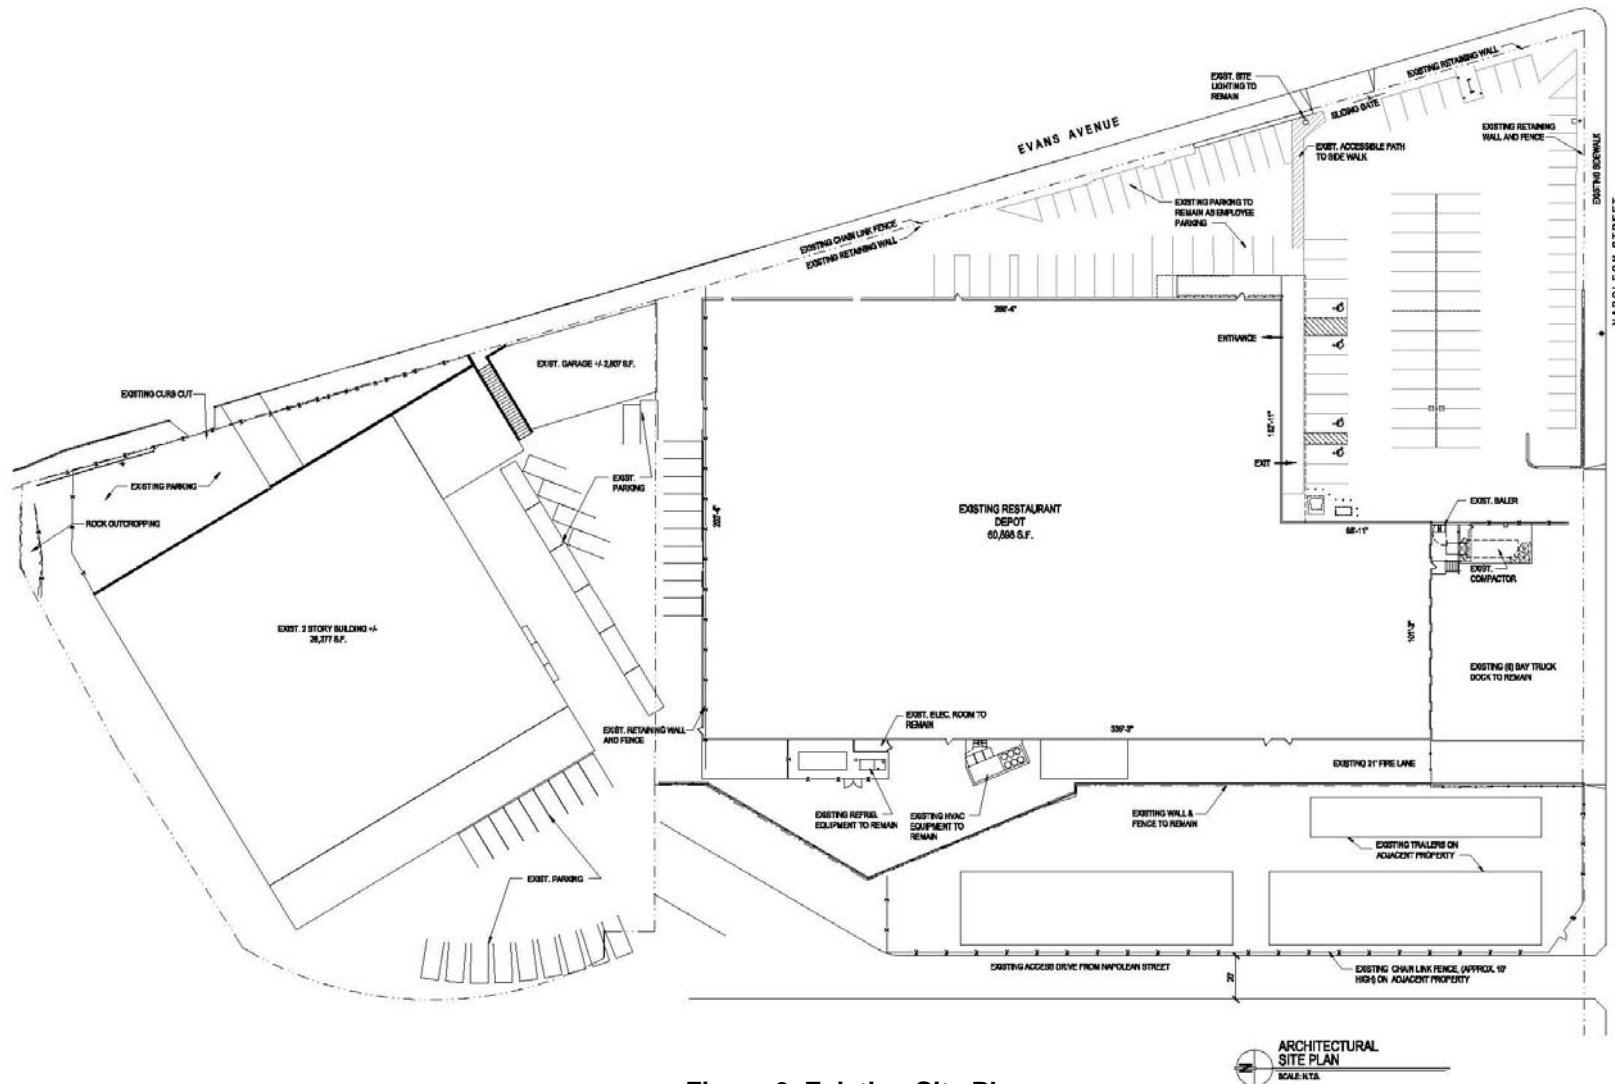 EXISTING RETAINING WALL
EXIST. SITE
LIGHTING TO
REMAIN
SLIDING GATE
EVANS AVENUE
EXISTING RETAINING
WALL AND FENCE
EXIST. ACCESSIBLE PATH
TO SIDE WALK
EXISTING SIDEWALK
EXISTING PARKING TO
REMAIN AS EMPLOYEE
PARKING
EXISTING CHAIN LINK FENCE
EXISTING RETAINING WALL
ENTRANCE
EXIST. GARAGE +/- 2,807 S.F.
EXISTING CURB CUT
EXIT
EXIST.
PARKING
EXISTING PARKING
ROCK OUTCROPPING
EXISTING RESTAURANT
DEPOT
60,898 S.F.
EXIST. BALER
EXIST.
COMPACTOR
EXIST. 2 STORY BUILDING +/-
EXISTING (6) BAY TRUCK
DOCK TO REMAIN
EXIST. RETAINING WALL
AND FENCE
EXIST. ELEC. ROOM TO
REMAIN
EXISTING 21' FIRE LANE
EXISTING REFRIG.
EQUIPMENT TO REMAIN
EXISTING HVAC
EQUIPMENT TO
REMAIN
EXISTING WALL &
FENCE TO REMAIN
EXISTING TRAILERS ON
ADJACENT PROPERTY
EXIST. PARKING
EXISTING ACCESS DRIVE FROM NAPOLEAN STREET
20'
EXISTING CHAIN LINK FENCE, (APPROX. 10'
HIGH) ON ADJACENT PROPERTY
N
ARCHITECTURAL
SITE PLAN
SCALE: N.T.S.